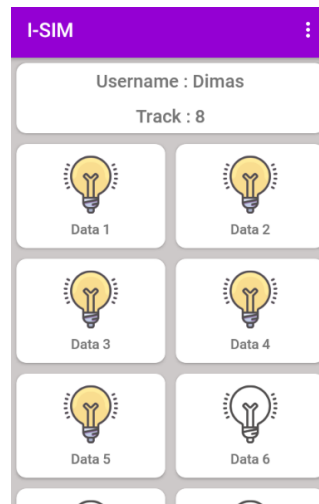 I-SIM
Username : Dimas
Track : 8
Data 1
Data 2
Data 3
Data 4
Data 5
Data 6